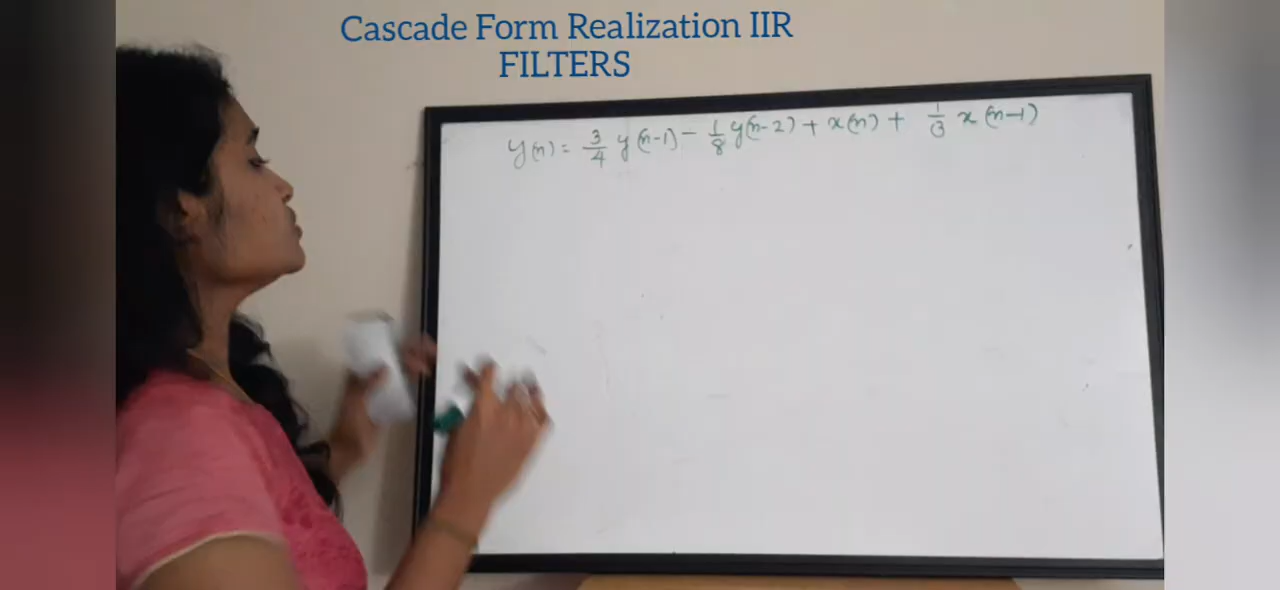 Cascade Form Realization IIR
FILTERS
y(n) = 3/4 y(n-1) - 1/8 y(n-2) + x(n) + 1/3 x(n-1)